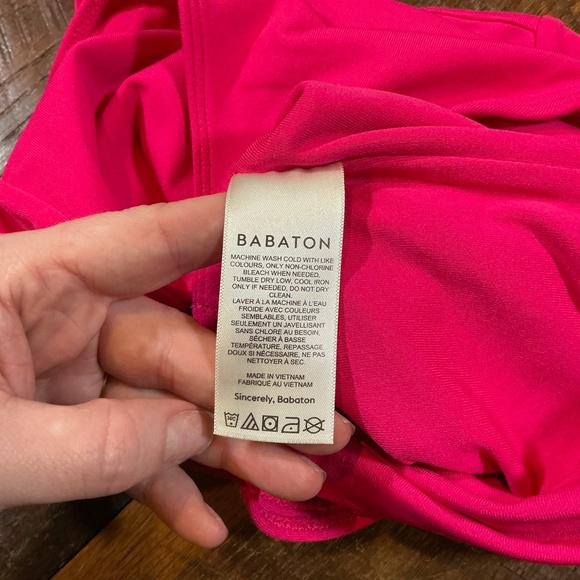 BABATON
MACHINE WASH COLD WITH LIKE
COLOURS, ONLY NON-CHLORINE
BLEACH WHEN NEEDED,
TUMBLE DRY LOW, COOL IRON
ONLY IF NEEDED, DO NOT DRY
CLEAN.
LAVER À LA MACHINE À L'EAU
FROIDE AVEC COULEURS
SEMBLABLES, UTILISER
SEULEMENT UN JAVELLISANT
SANS CHLORE AU BESOIN,
SÉCHER À BASSE
TEMPÉRATURE, REPASSAGE
DOUX SI NÉCESSAIRE, NE PAS
NETTOYER À SEC.
MADE IN VIETNAM
FABRIQUÉ AU VIETNAM
Sincerely, Babaton
30C